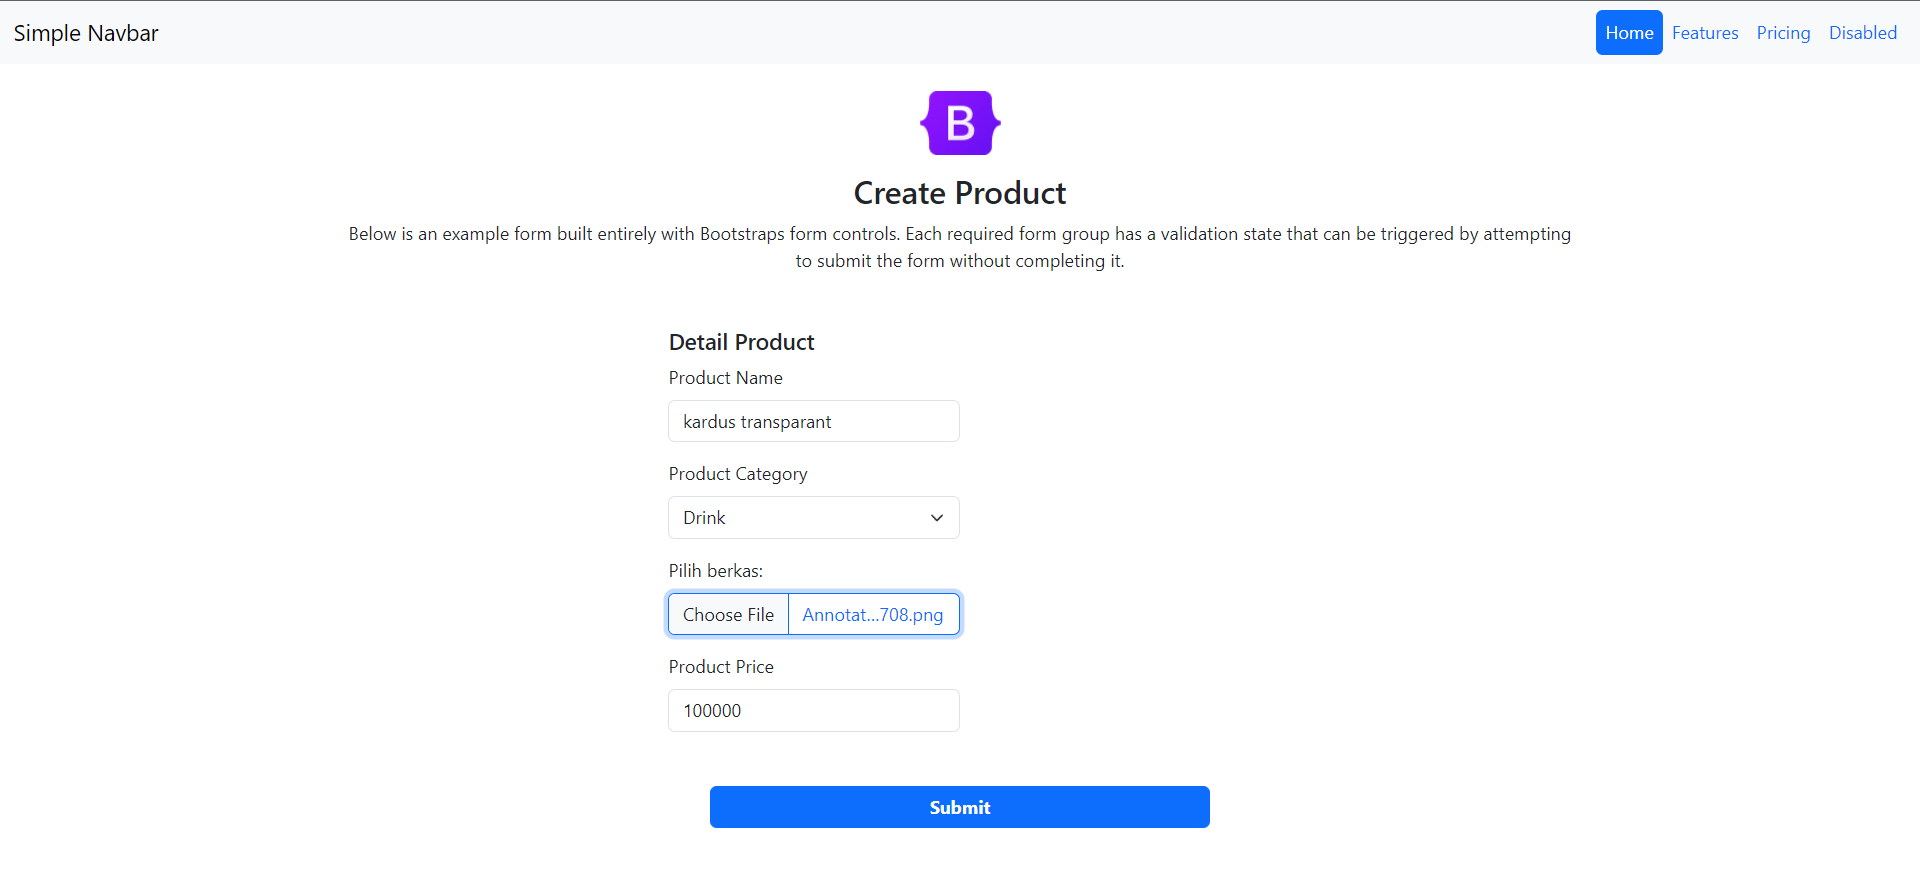 Simple Navbar
Home Features Pricing Disabled
B
Create Product
Below is an example form built entirely with Bootstraps form controls. Each required form group has a validation state that can be triggered by attempting
to submit the form without completing it.
Detail Product
Product Name
kardus transparant
Product Category
Drink
Pilih berkas:
Choose File Annotat...708.png
Product Price
100000
Submit